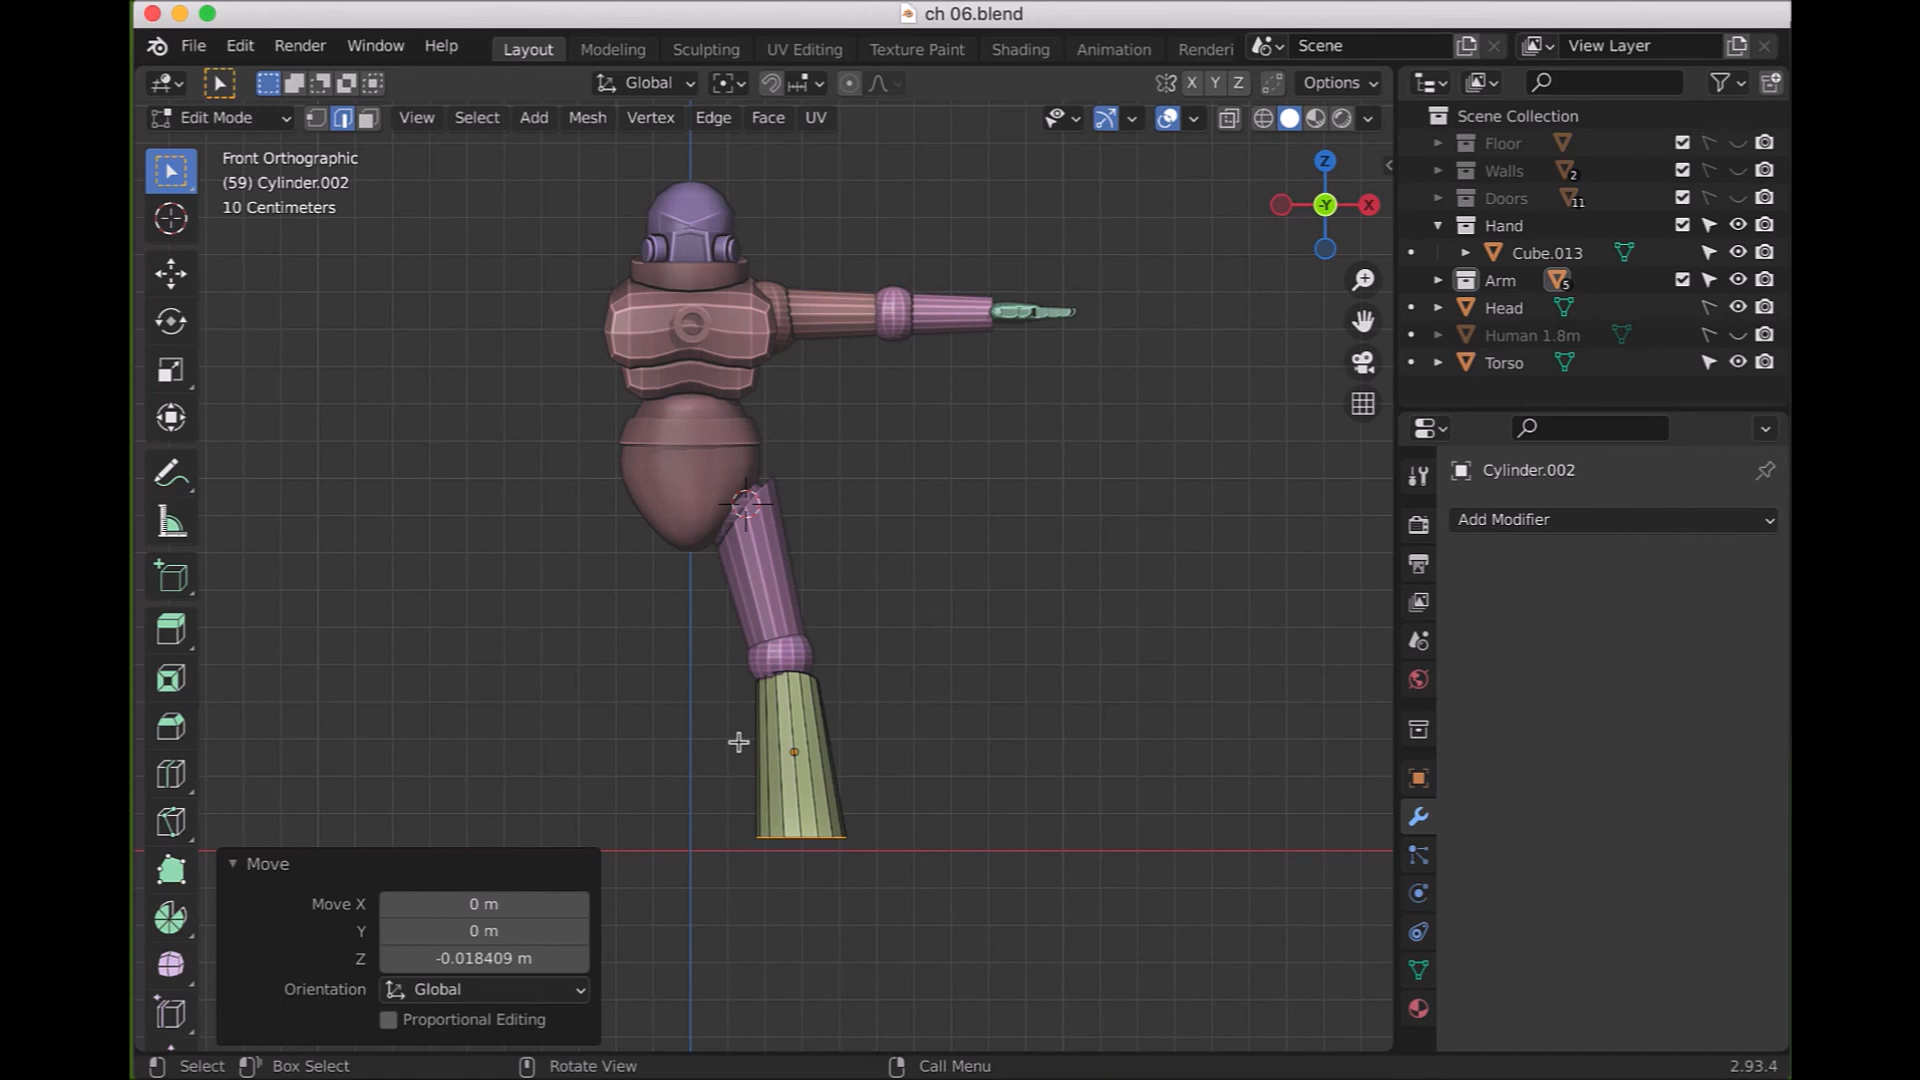 ch 06.blend
File Edit Render Window Help Layout Modeling Sculpting UV Editing Texture Paint Shading Animation Renderi Scene View Layer
Global X Y Z Options
Edit Mode View Select Add Mesh Vertex Edge Face UV
Front Orthographic
(59) Cylinder.002
10 Centimeters
Z
-Y
X
Scene Collection
Floor
Walls 2
Doors 11
Hand
Cube.013
Arm 5
Head
Human 1.8m
Torso
Cylinder.002
Add Modifier
Move
Move X 0 m
Y 0 m
Z -0.018409 m
Orientation Global
Proportional Editing
Select Box Select Rotate View Call Menu 2.93.4